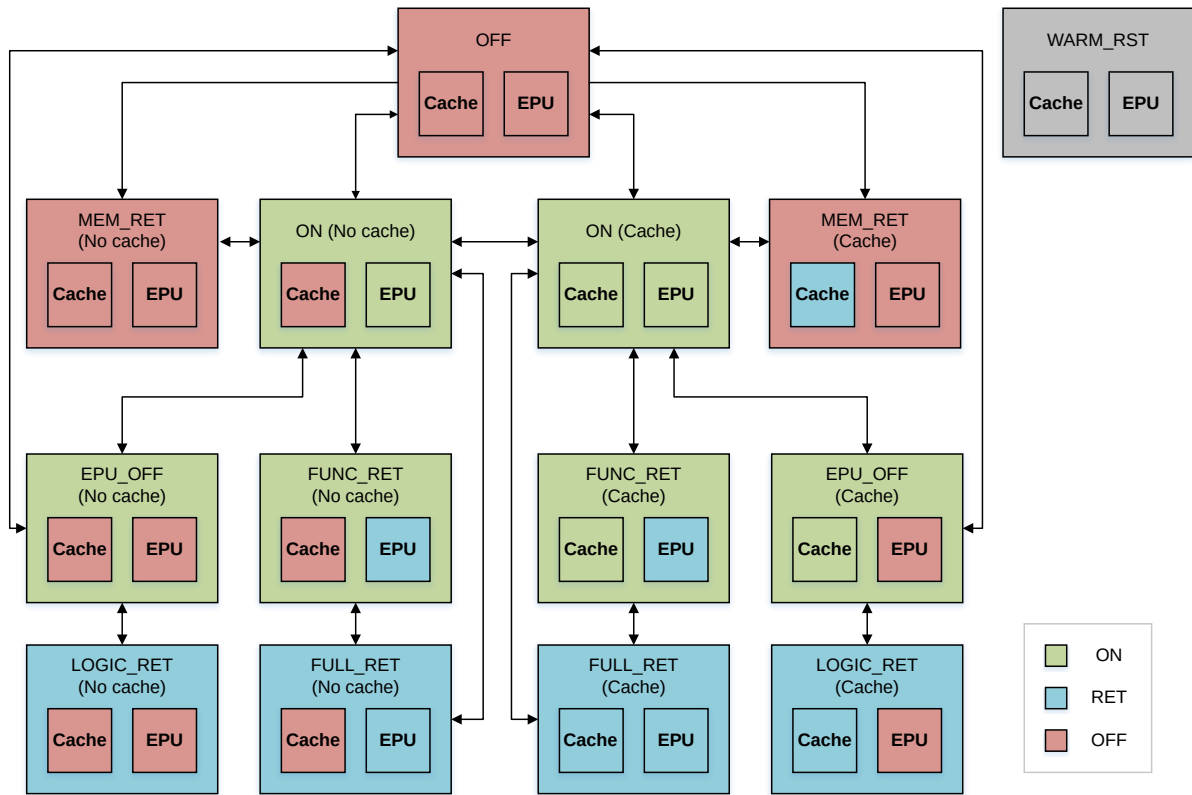 OFF
Cache EPU
WARM_RST
Cache EPU
MEM_RET
(No cache)
Cache EPU
ON (No cache)
Cache EPU
ON (Cache)
Cache EPU
MEM_RET
(Cache)
Cache EPU
EPU_OFF
(No cache)
Cache EPU
FUNC_RET
(No cache)
Cache EPU
FUNC_RET
(Cache)
Cache EPU
EPU_OFF
(Cache)
Cache EPU
LOGIC_RET
(No cache)
Cache EPU
FULL_RET
(No cache)
Cache EPU
FULL_RET
(Cache)
Cache EPU
LOGIC_RET
(Cache)
Cache EPU
ON
RET
OFF